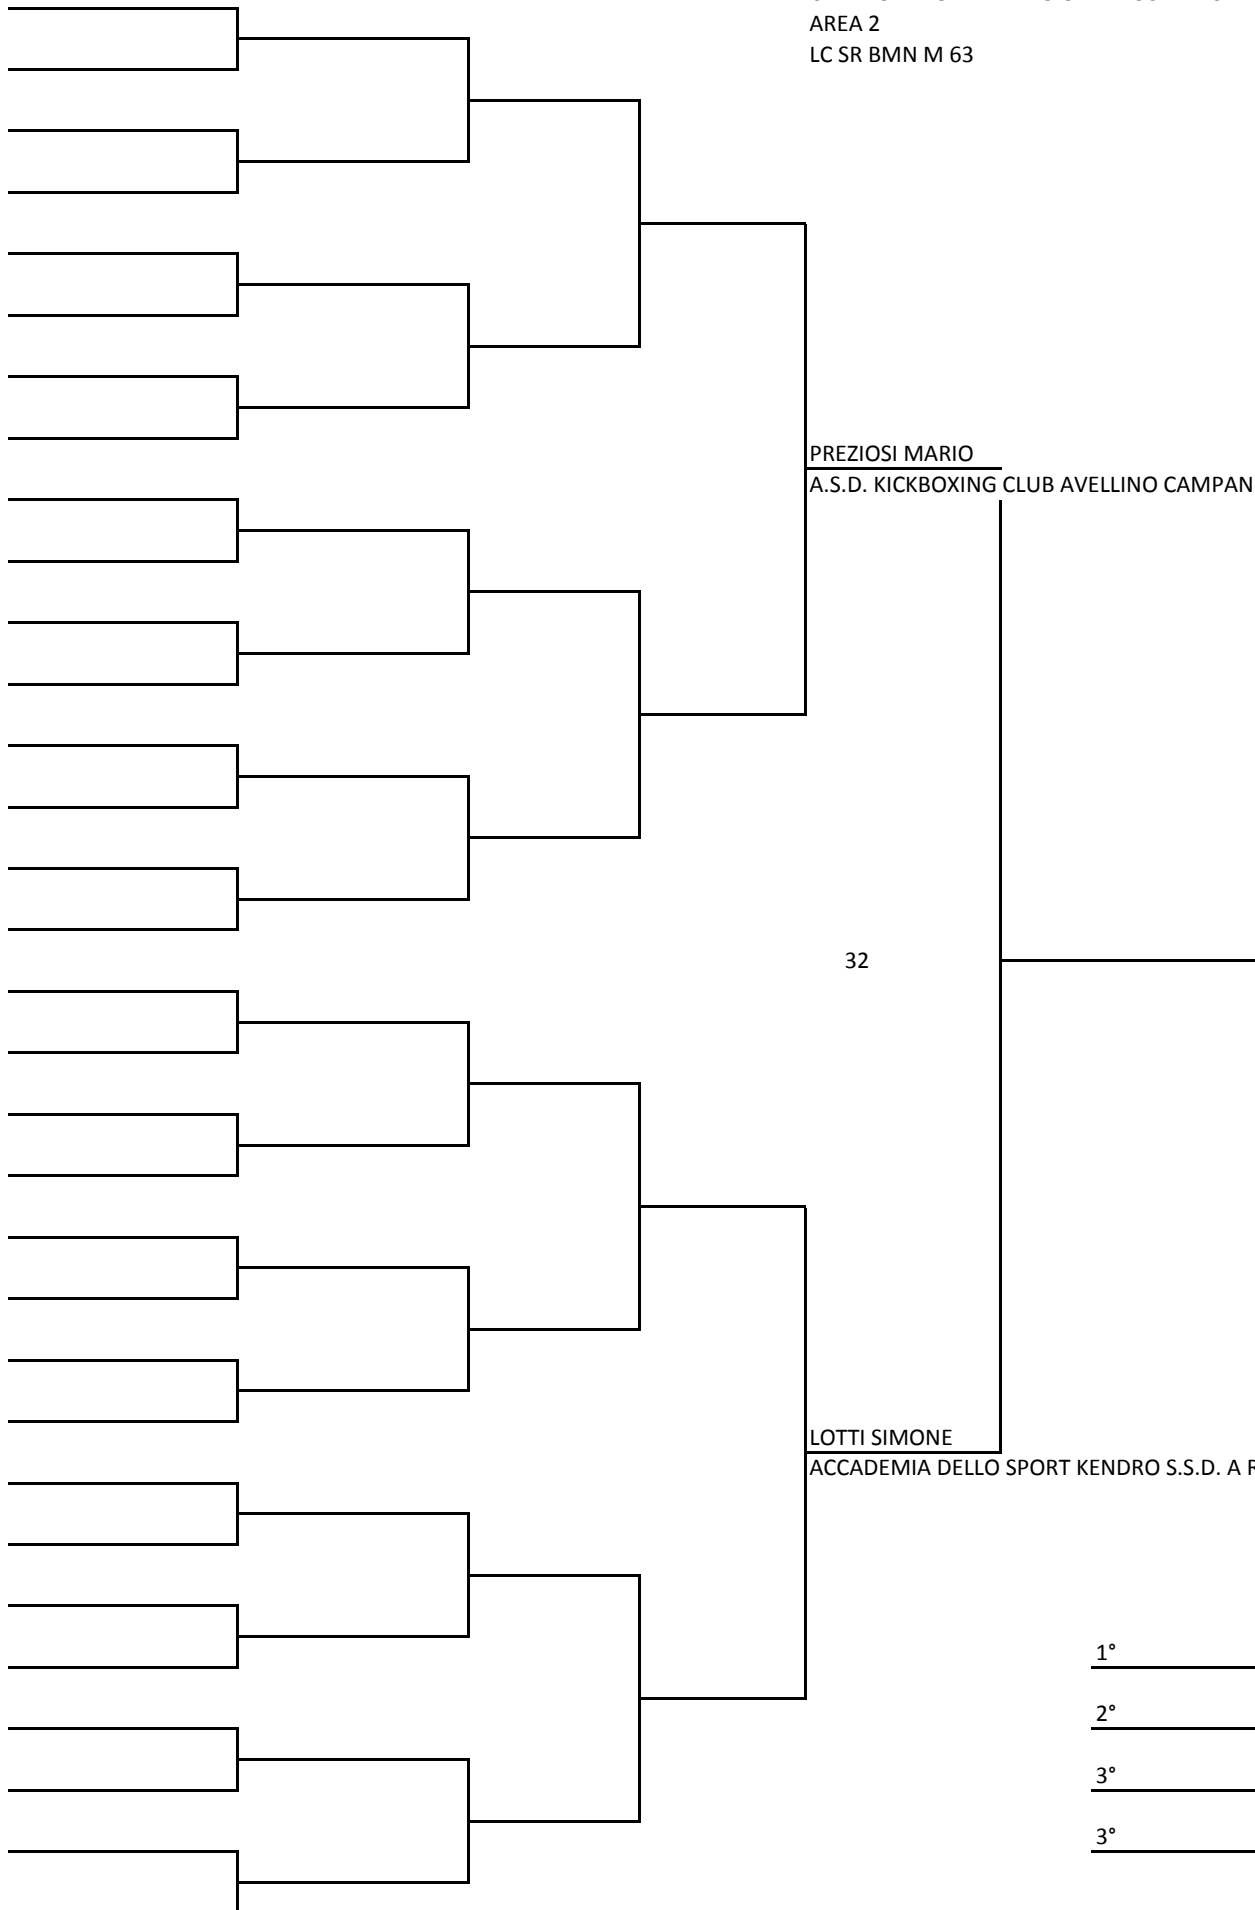 AREA 2
LC SR BMN M 63
PREZIOSI MARIO
A.S.D. KICKBOXING CLUB AVELLINO CAMPAN
32
LOTTI SIMONE
ACCADEMIA DELLO SPORT KENDRO S.S.D. A R
1°
2°
3°
3°